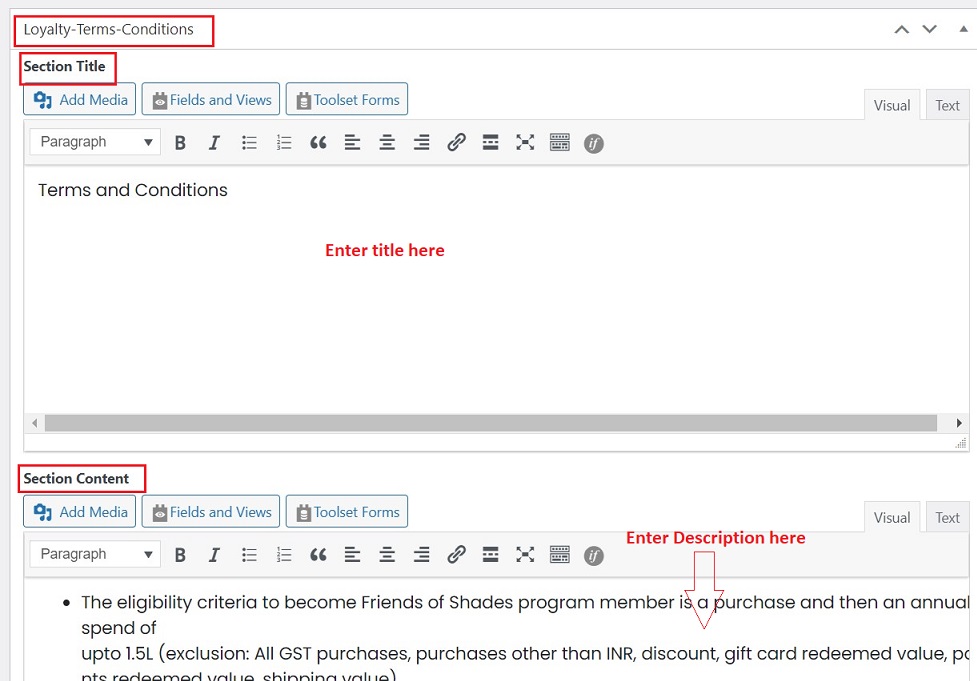 Loyalty-Terms-Conditions
Section Title
Add Media Fields and Views Toolset Forms
Visual Text
Paragraph B I if
Terms and Conditions
Enter title here
Section Content
Add Media Fields and Views Toolset Forms
Visual Text
Enter Description here
Paragraph B I if
The eligibility criteria to become Friends of Shades program member is a purchase and then an annual
spend of
upto 1.5L (exclusion: All GST purchases, purchases other than INR, discount, gift card redeemed value,
nts redeemed value, shipping value)